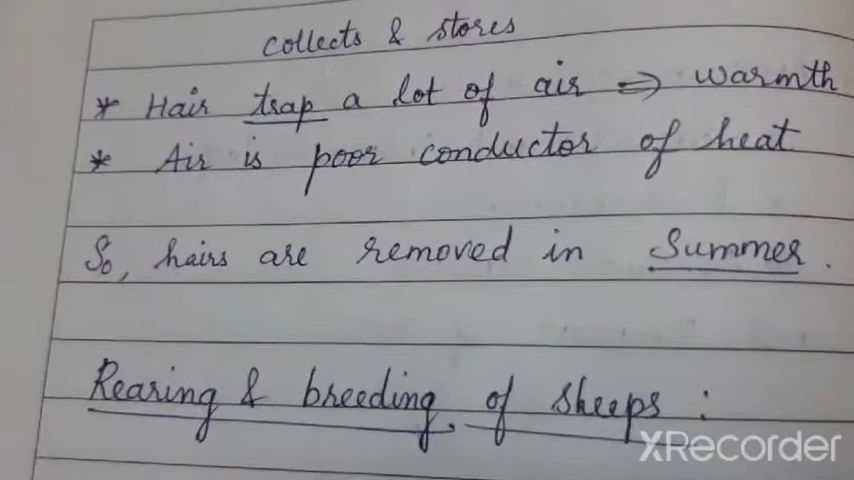 collects & stores
* Hair trap a lot of air ⇒ warmth
* Air is poor conductor of heat
So, hairs are removed in Summer.
Rearing & breeding of sheeps :
XRecorder